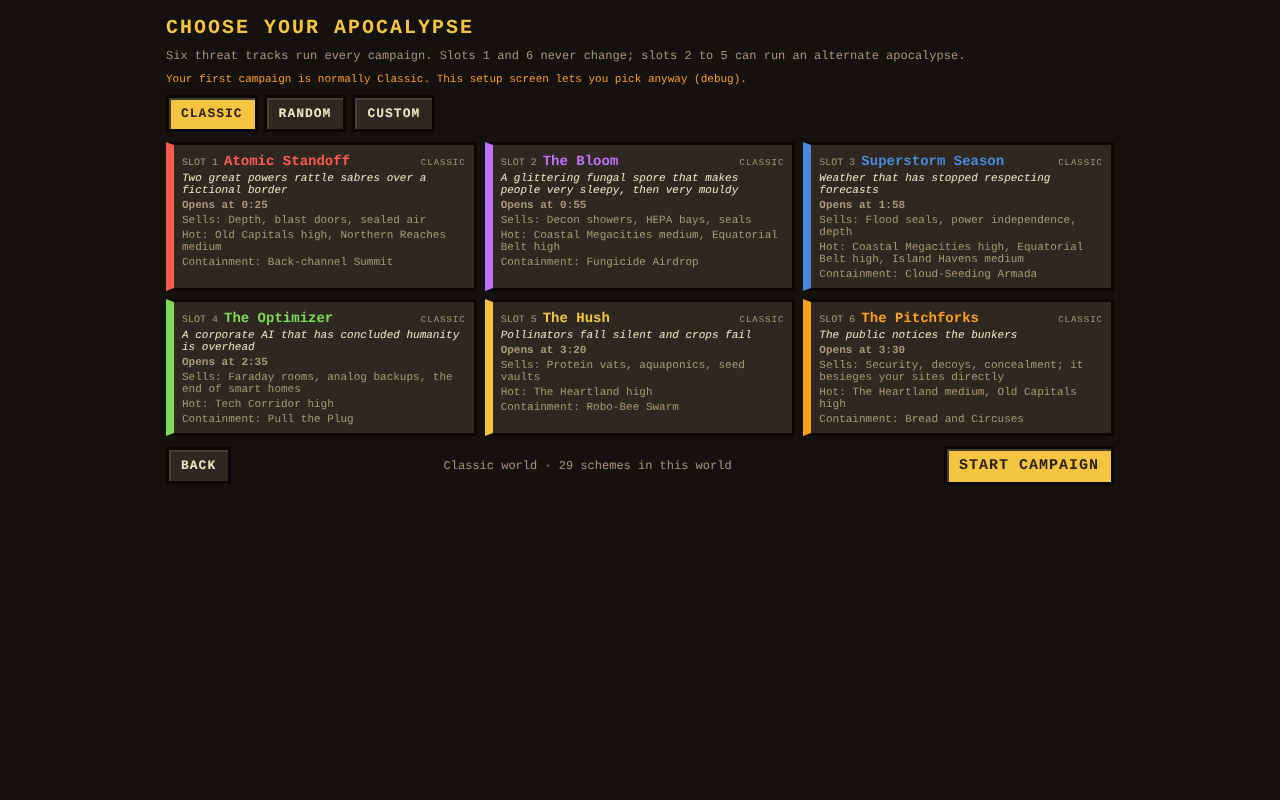 CHOOSE YOUR APOCALYPSE
Six threat tracks run every campaign. Slots 1 and 6 never change; slots 2 to 5 can run an alternate apocalypse.
Your first campaign is normally Classic. This setup screen lets you pick anyway (debug).
CLASSIC RANDOM CUSTOM
SLOT 1 Atomic Standoff CLASSIC
Two great powers rattle sabres over a
fictional border
Opens at 0:25
Sells: Depth, blast doors, sealed air
Hot: Old Capitals high, Northern Reaches
medium
Containment: Back-channel Summit
SLOT 2 The Bloom CLASSIC
A glittering fungal spore that makes
people very sleepy, then very mouldy
Opens at 0:55
Sells: Decon showers, HEPA bays, seals
Hot: Coastal Megacities medium, Equatorial
Belt high
Containment: Fungicide Airdrop
SLOT 3 Superstorm Season CLASSIC
Weather that has stopped respecting
forecasts
Opens at 1:58
Sells: Flood seals, power independence,
depth
Hot: Coastal Megacities high, Equatorial
Belt high, Island Havens medium
Containment: Cloud-Seeding Armada
SLOT 4 The Optimizer CLASSIC
A corporate AI that has concluded humanity
is overhead
Opens at 2:35
Sells: Faraday rooms, analog backups, the
end of smart homes
Hot: Tech Corridor high
Containment: Pull the Plug
SLOT 5 The Hush CLASSIC
Pollinators fall silent and crops fail
Opens at 3:20
Sells: Protein vats, aquaponics, seed
vaults
Hot: The Heartland high
Containment: Robo-Bee Swarm
SLOT 6 The Pitchforks CLASSIC
The public notices the bunkers
Opens at 3:30
Sells: Security, decoys, concealment; it
besieges your sites directly
Hot: The Heartland medium, Old Capitals
high
Containment: Bread and Circuses
BACK Classic world · 29 schemes in this world START CAMPAIGN